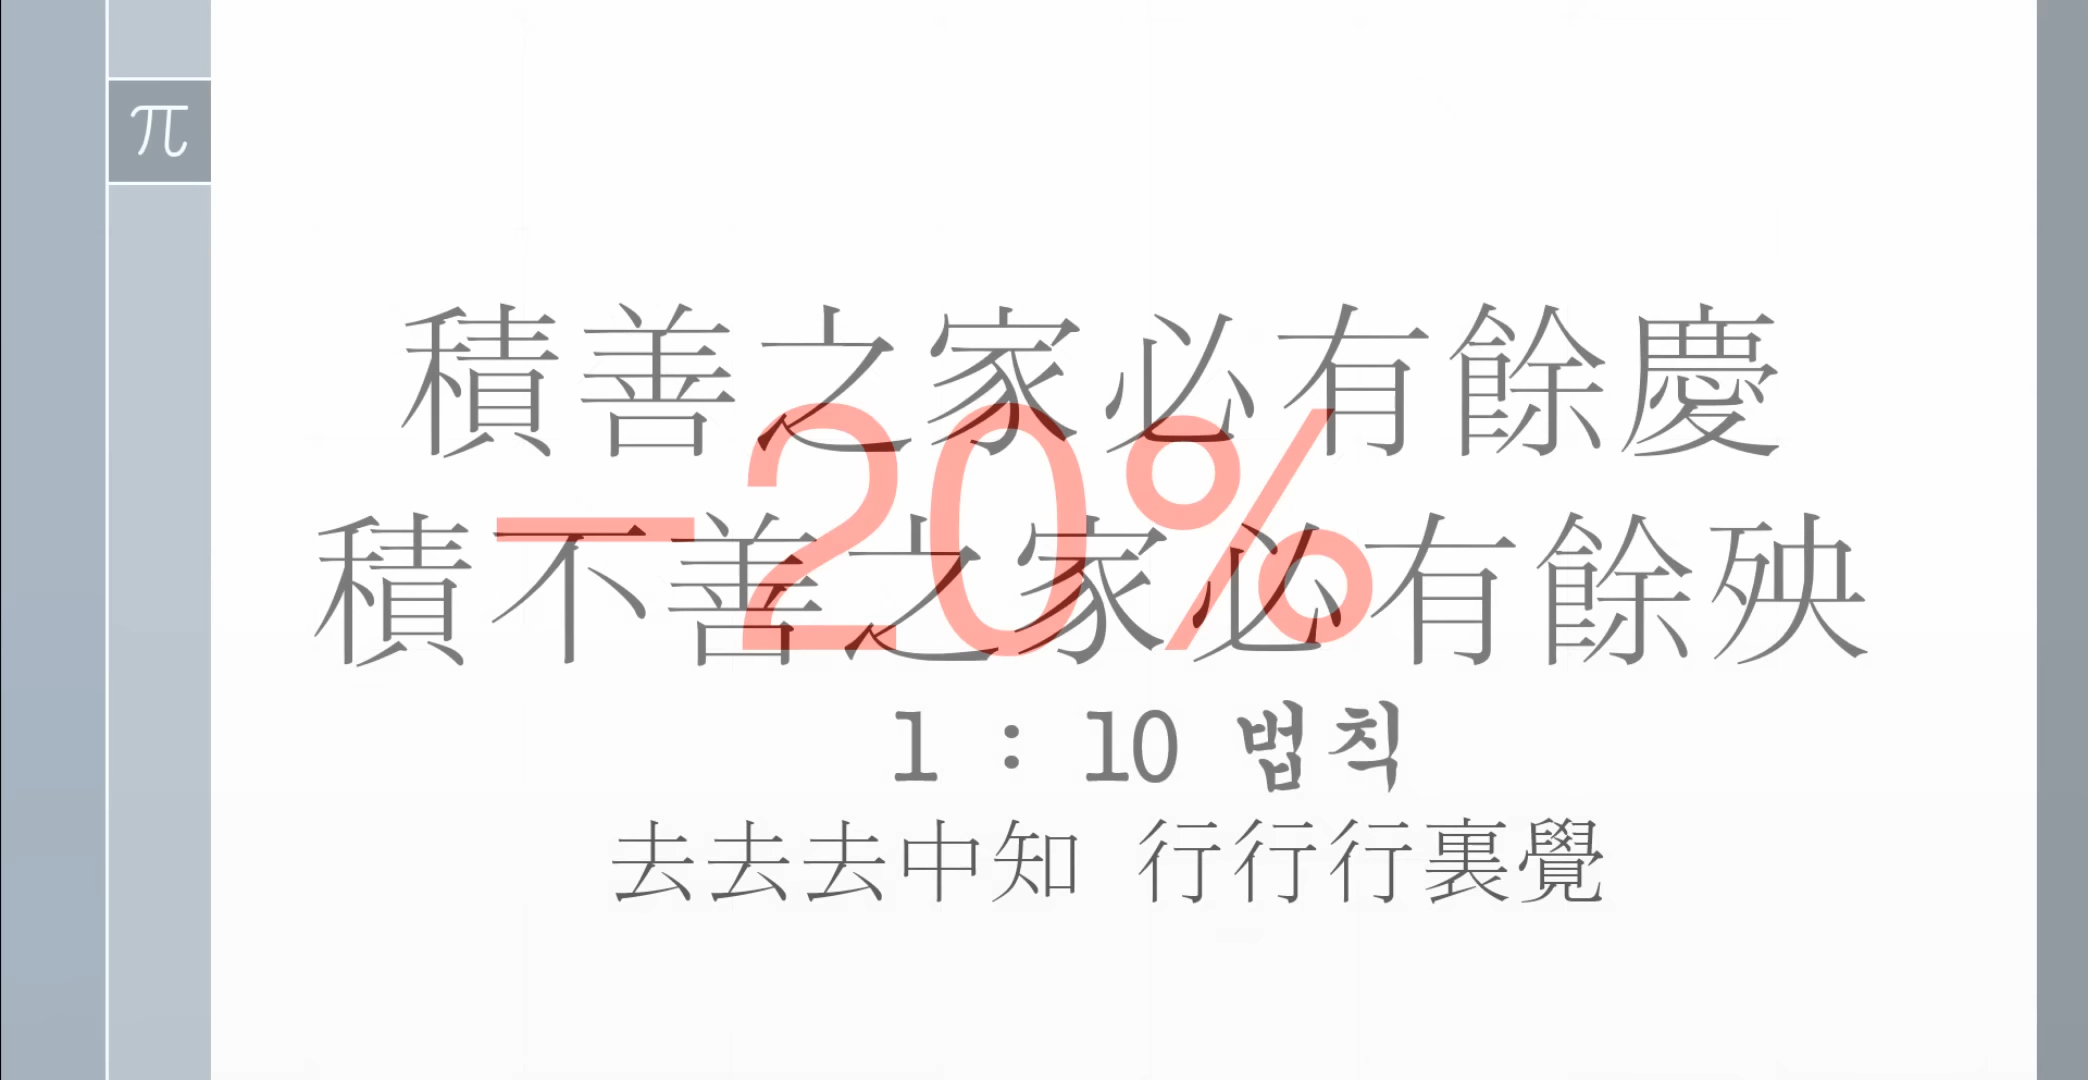 π
積善之家必有餘慶
積不善之家必有餘殃
-20%
1 : 10 법칙
去去去中知 行行行裏覺